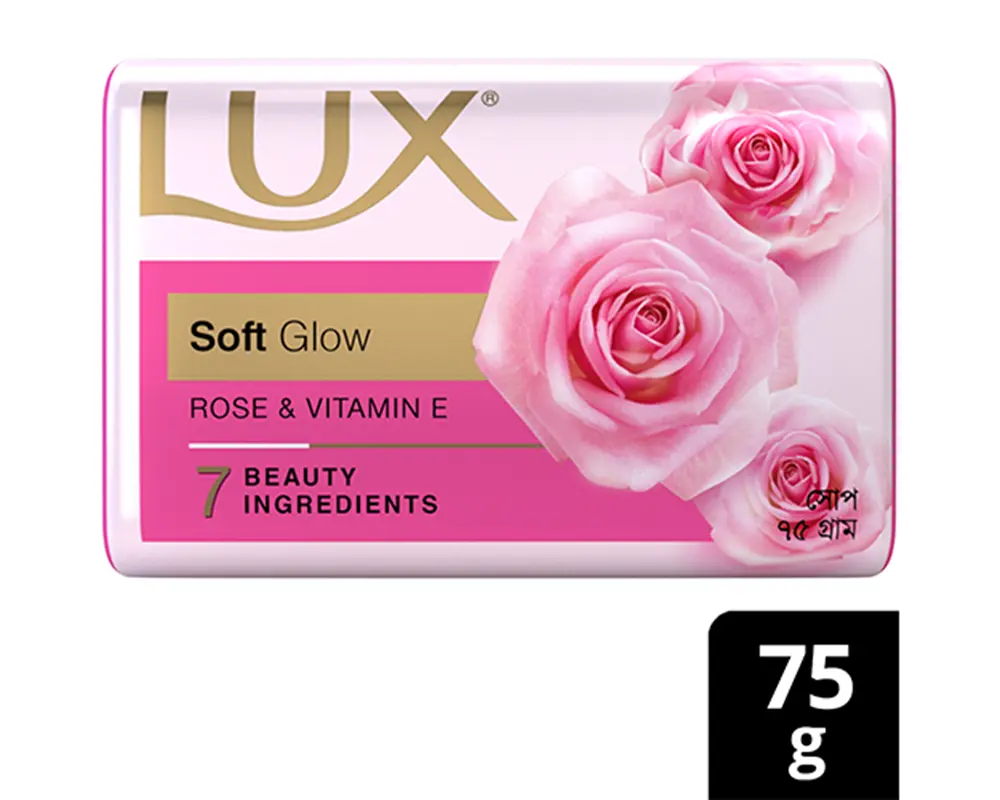 LUX®
Soft Glow
ROSE & VITAMIN E
7 BEAUTY
INGREDIENTS
সোপ
৭৫ গ্রাম
75
g